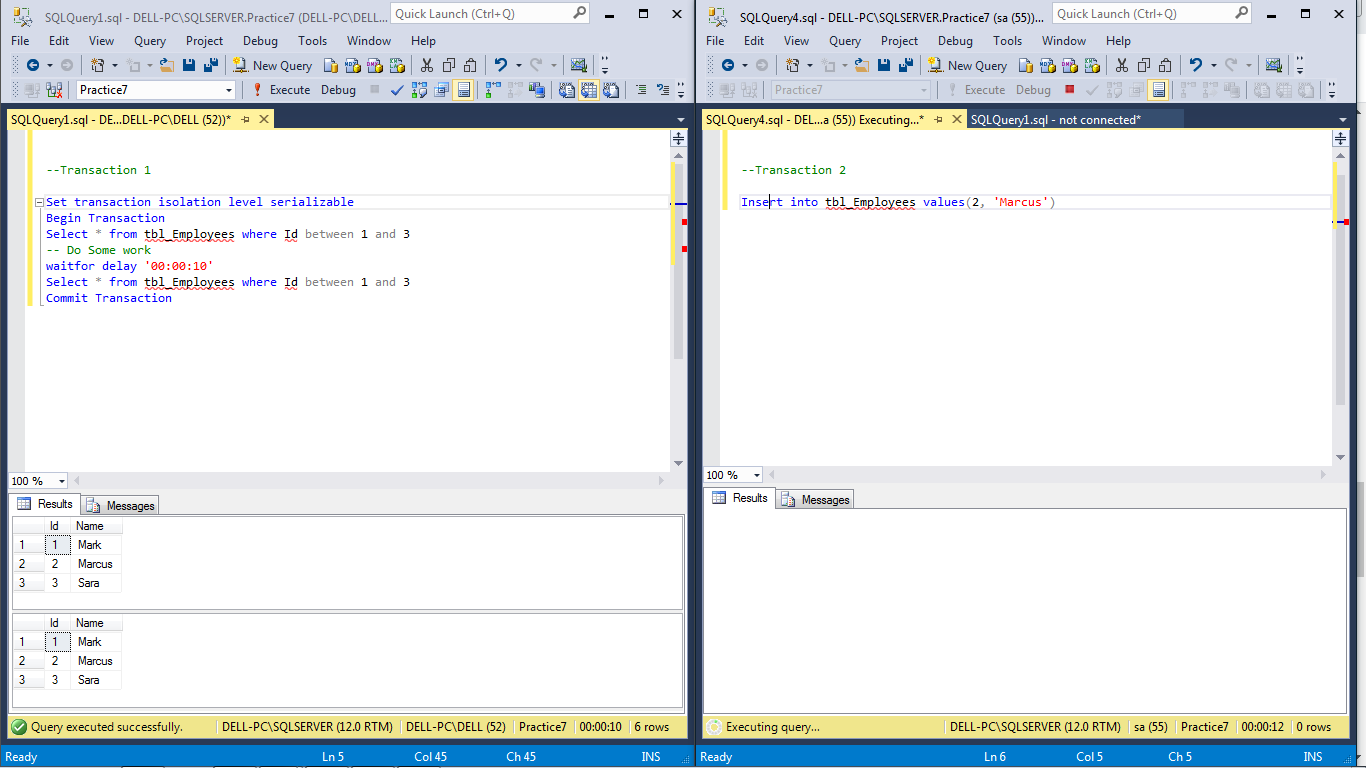 SQLQuery1.sql - DELL-PC\SQLSERVER.Practice7 (DELL-PC\DELL...
Quick Launch (Ctrl+Q)
File Edit View Query Project Debug Tools Window Help
New Query
Practice7
Execute Debug
SQLQuery1.sql - DE...DELL-PC\DELL (52))*
--Transaction 1
Set transaction isolation level serializable
Begin Transaction
Select * from tbl_Employees where Id between 1 and 3
-- Do Some work
waitfor delay '00:00:10'
Select * from tbl_Employees where Id between 1 and 3
Commit Transaction
100 %
Results Messages
Id Name
1 1 Mark
2 2 Marcus
3 3 Sara
Id Name
1 1 Mark
2 2 Marcus
3 3 Sara
Query executed successfully. DELL-PC\SQLSERVER (12.0 RTM) DELL-PC\DELL (52) Practice7 00:00:10 6 rows
Ready Ln 5 Col 45 Ch 45 INS
SQLQuery4.sql - DELL-PC\SQLSERVER.Practice7 (sa (55))...
Quick Launch (Ctrl+Q)
File Edit View Query Project Debug Tools Window Help
New Query
Practice7
Execute Debug
SQLQuery4.sql - DEL...a (55)) Executing...* SQLQuery1.sql - not connected*
--Transaction 2
Insert into tbl_Employees values(2, 'Marcus')
100 %
Results Messages
Executing query... DELL-PC\SQLSERVER (12.0 RTM) sa (55) Practice7 00:00:12 0 rows
Ready Ln 6 Col 5 Ch 5 INS